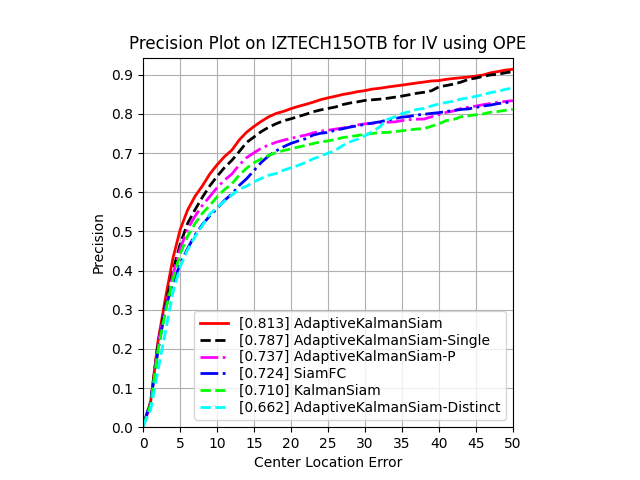 Precision Plot on IZTECH15OTB for IV using OPE
Precision
0.9
0.8
0.7
0.6
0.5
0.4
0.3
0.2
0.1
0.0
[0.813] AdaptiveKalmanSiam
[0.787] AdaptiveKalmanSiam-Single
[0.737] AdaptiveKalmanSiam-P
[0.724] SiamFC
[0.710] KalmanSiam
[0.662] AdaptiveKalmanSiam-Distinct
0 5 10 15 20 25 30 35 40 45 50
Center Location Error